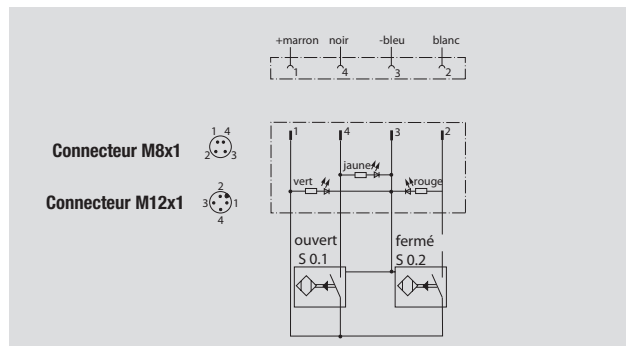 +marron noir -bleu blanc
1 4 3 2
1 4 3 2
Connecteur M8x1
1 4
2 3
jaune
vert rouge
Connecteur M12x1
2
3 1
4
ouvert fermé
S 0.1 S 0.2